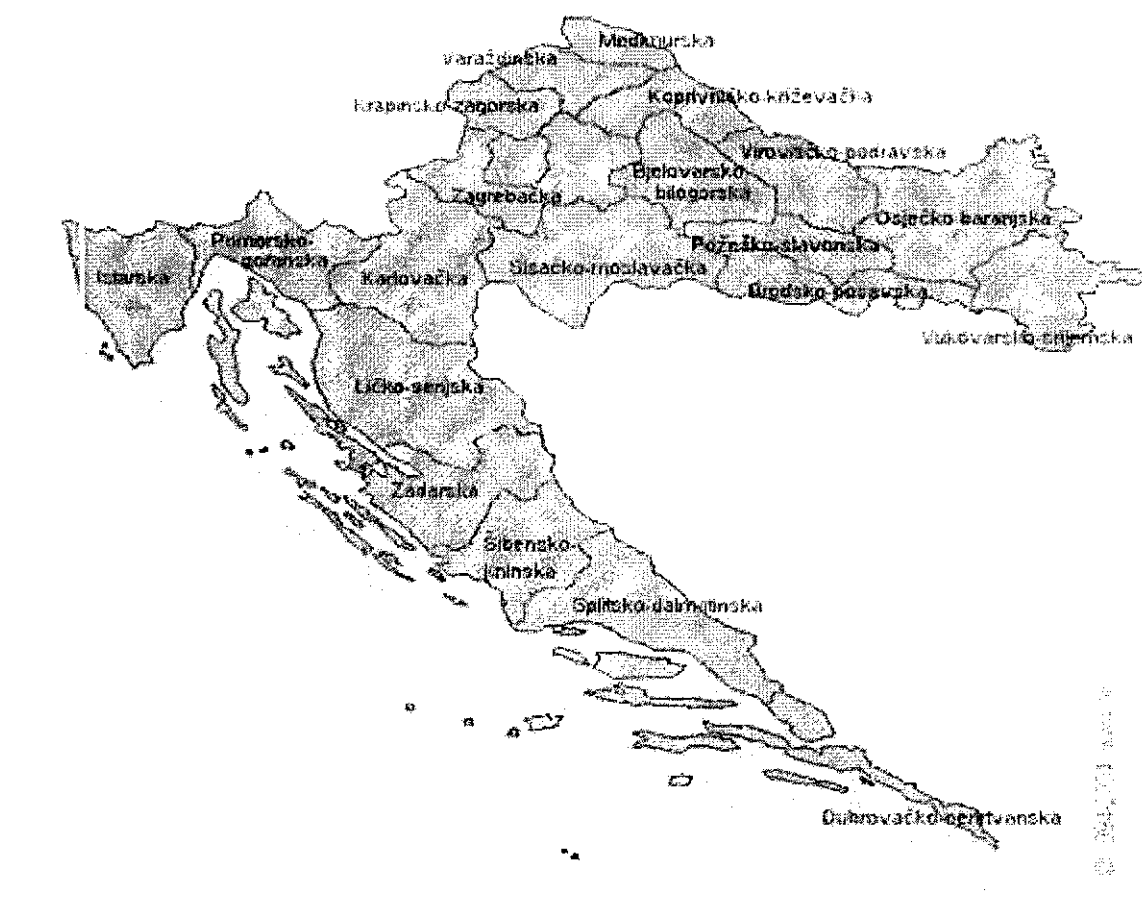 Međimurska
Varaždinska
Koprivničko-križevačka
Krapinsko-zagorska
Virovitičko-podravska
Bjelovarsko-
bilogorska
Zagrebačka
Osječko baranjska
Primorsko-
goranska
Požeško-slavonska
Sisačko-moslavačka
Istarska
Karlovačka
Brodsko posavska
Vukovarsko-srijemska
Ličko-senjska
Zadarska
Šibensko-
kninska
Splitsko-dalmatinska
Dubrovačko-neretvanska